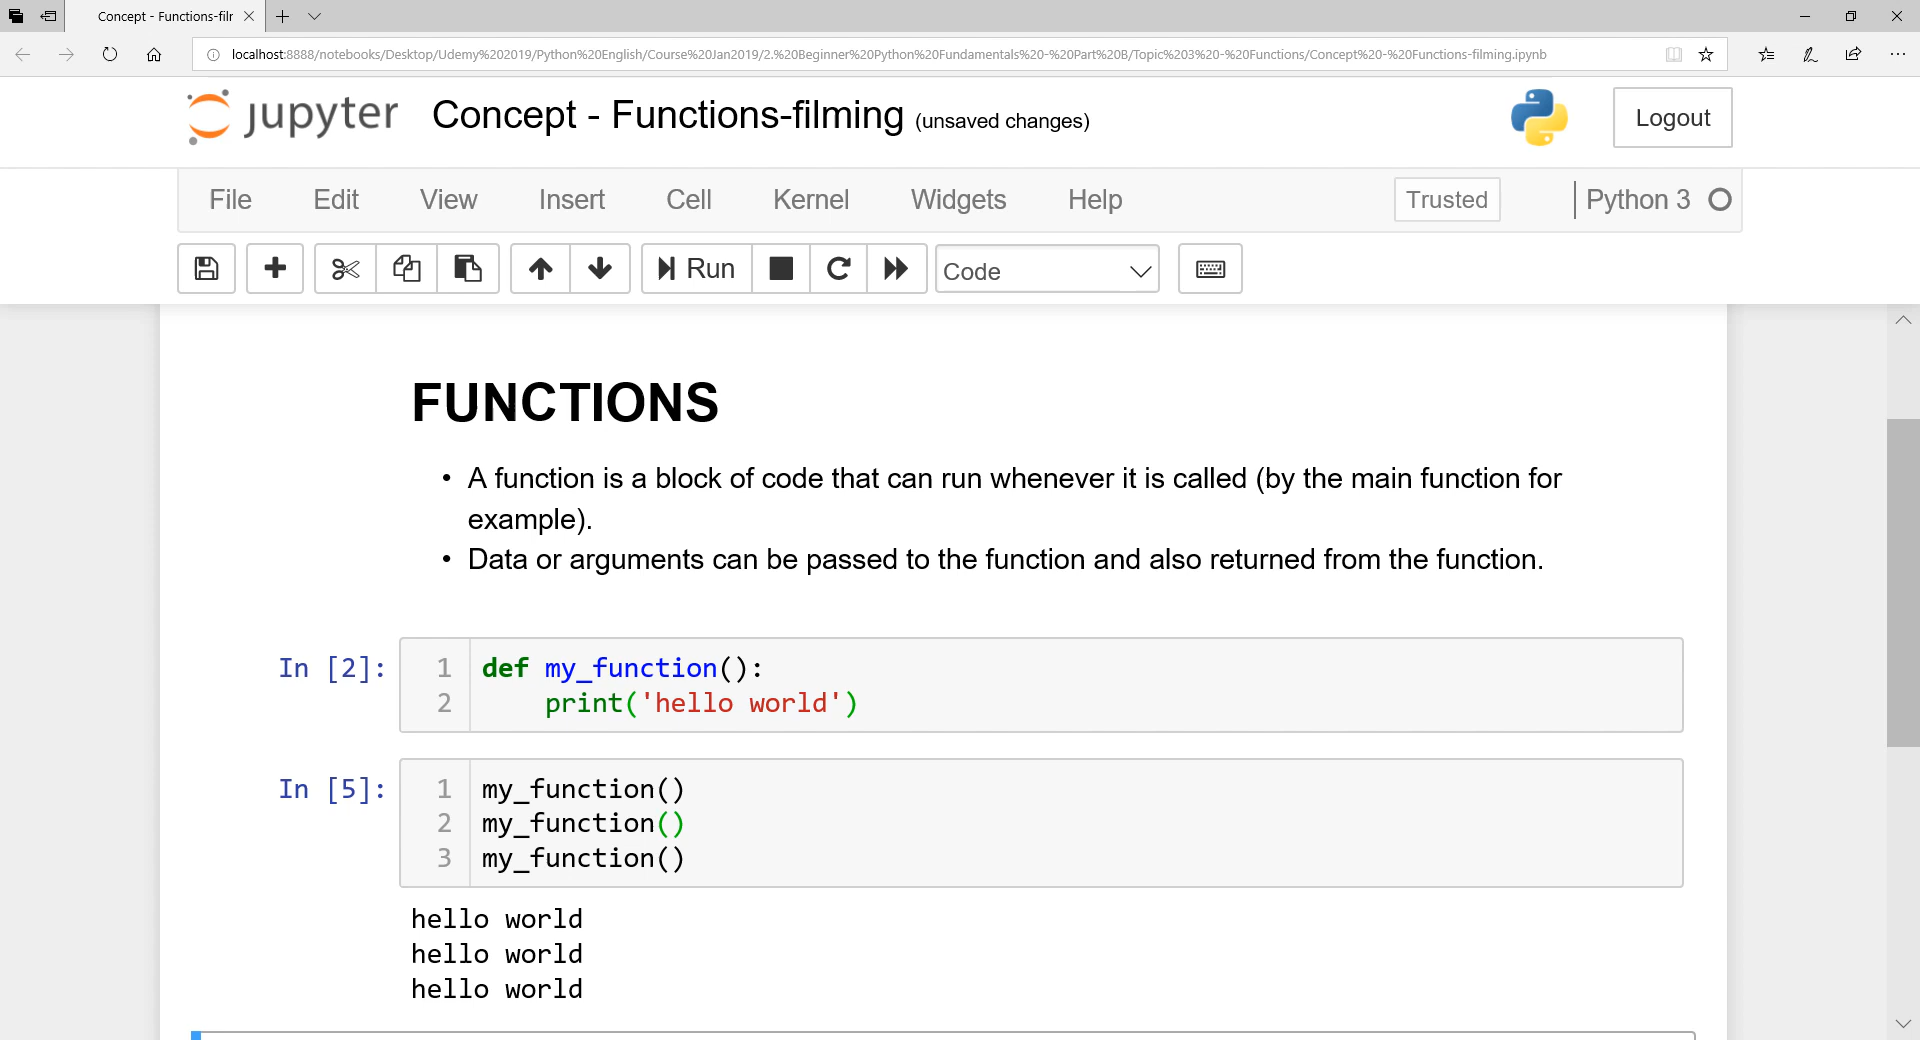 Concept - Functions-filr
localhost:8888/notebooks/Desktop/Udemy%202019/Python%20English/Course%20Jan2019/2.%20Beginner%20Python%20Fundamentals%20-%20Part%20B/Topic%203%20-%20Functions/Concept%20-%20Functions-filming.ipynb
jupyter Concept - Functions-filming (unsaved changes) Logout
File Edit View Insert Cell Kernel Widgets Help Trusted Python 3
Run Code
FUNCTIONS
• A function is a block of code that can run whenever it is called (by the main function for
example).
• Data or arguments can be passed to the function and also returned from the function.
In [2]: 1 def my_function():
2 print('hello world')
In [5]: 1 my_function()
2 my_function()
3 my_function()
hello world
hello world
hello world